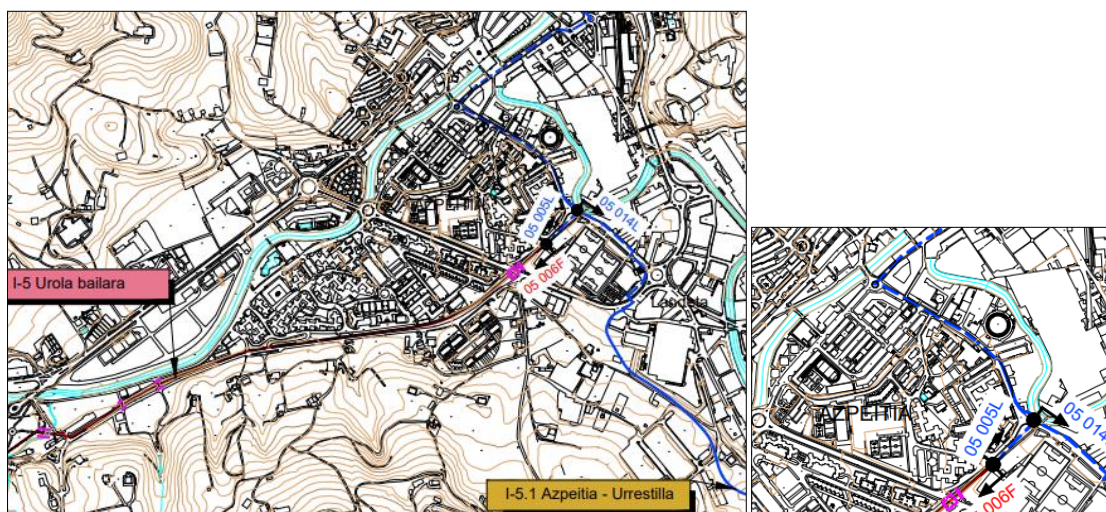 AZPEITIA
05 005L
05 014L
05 006F
I-5 Urola bailara
Landeta
I-5.1 Azpeitia - Urrestilla
AZPEITIA
05 005L
05 014
006F